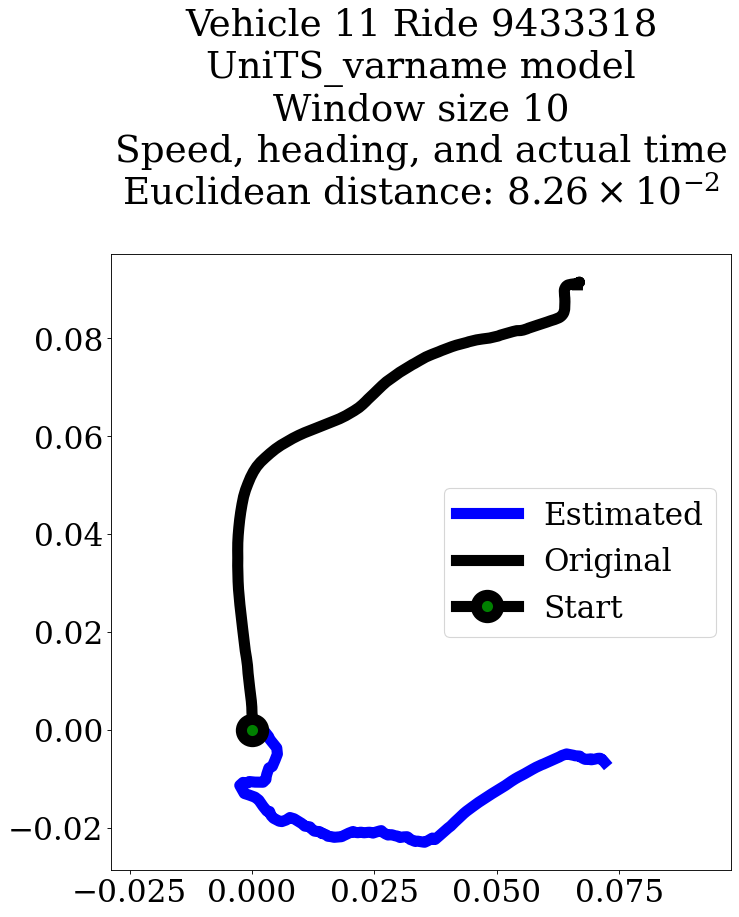 Vehicle 11 Ride 9433318
UniTS_varname model
Window size 10
Speed, heading, and actual time
Euclidean distance: 8.26 × 10⁻²
0.08
0.06
0.04
0.02
0.00
−0.02
Estimated
Original
Start
−0.025 0.000 0.025 0.050 0.075